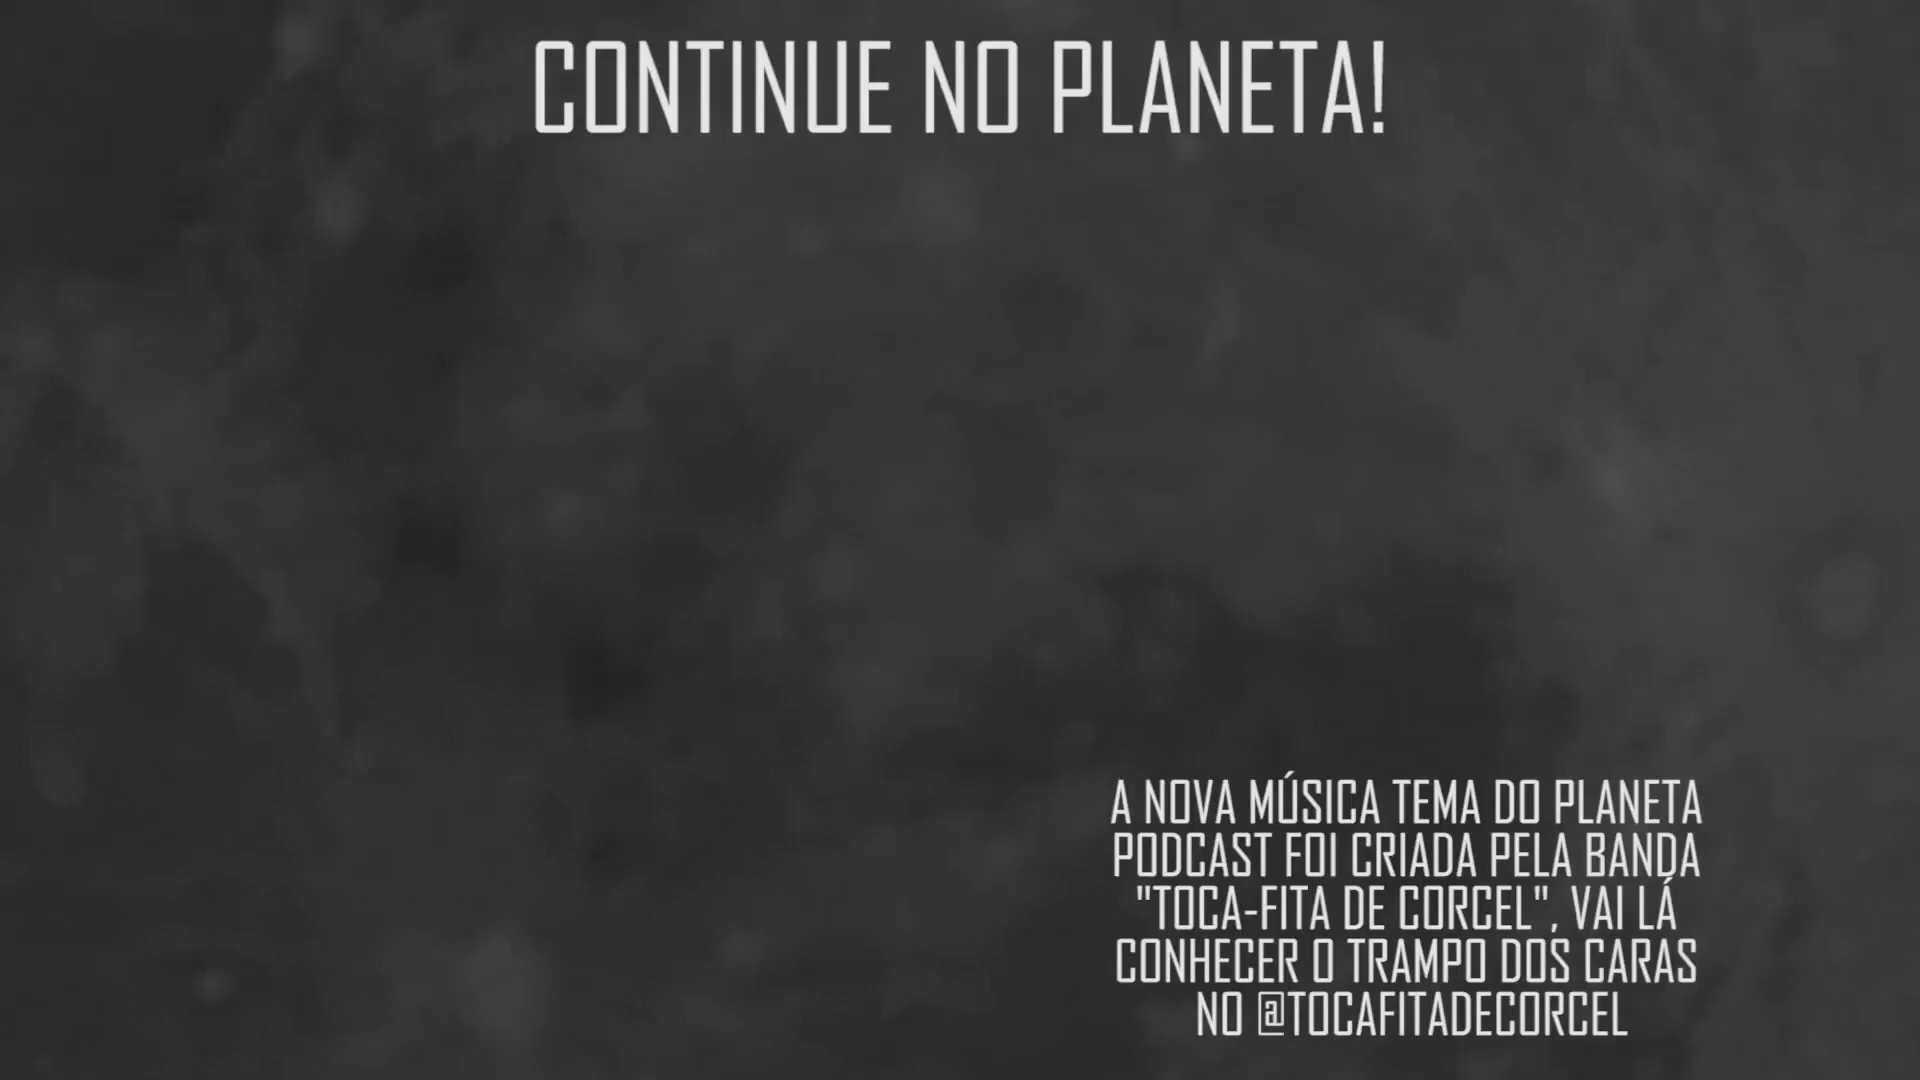 CONTINUE NO PLANETA!
A NOVA MÚSICA TEMA DO PLANETA
PODCAST FOI CRIADA PELA BANDA
"TOCA-FITA DE CORCEL", VAI LÁ
CONHECER O TRAMPO DOS CARAS
NO @TOCAFITADECORCEL